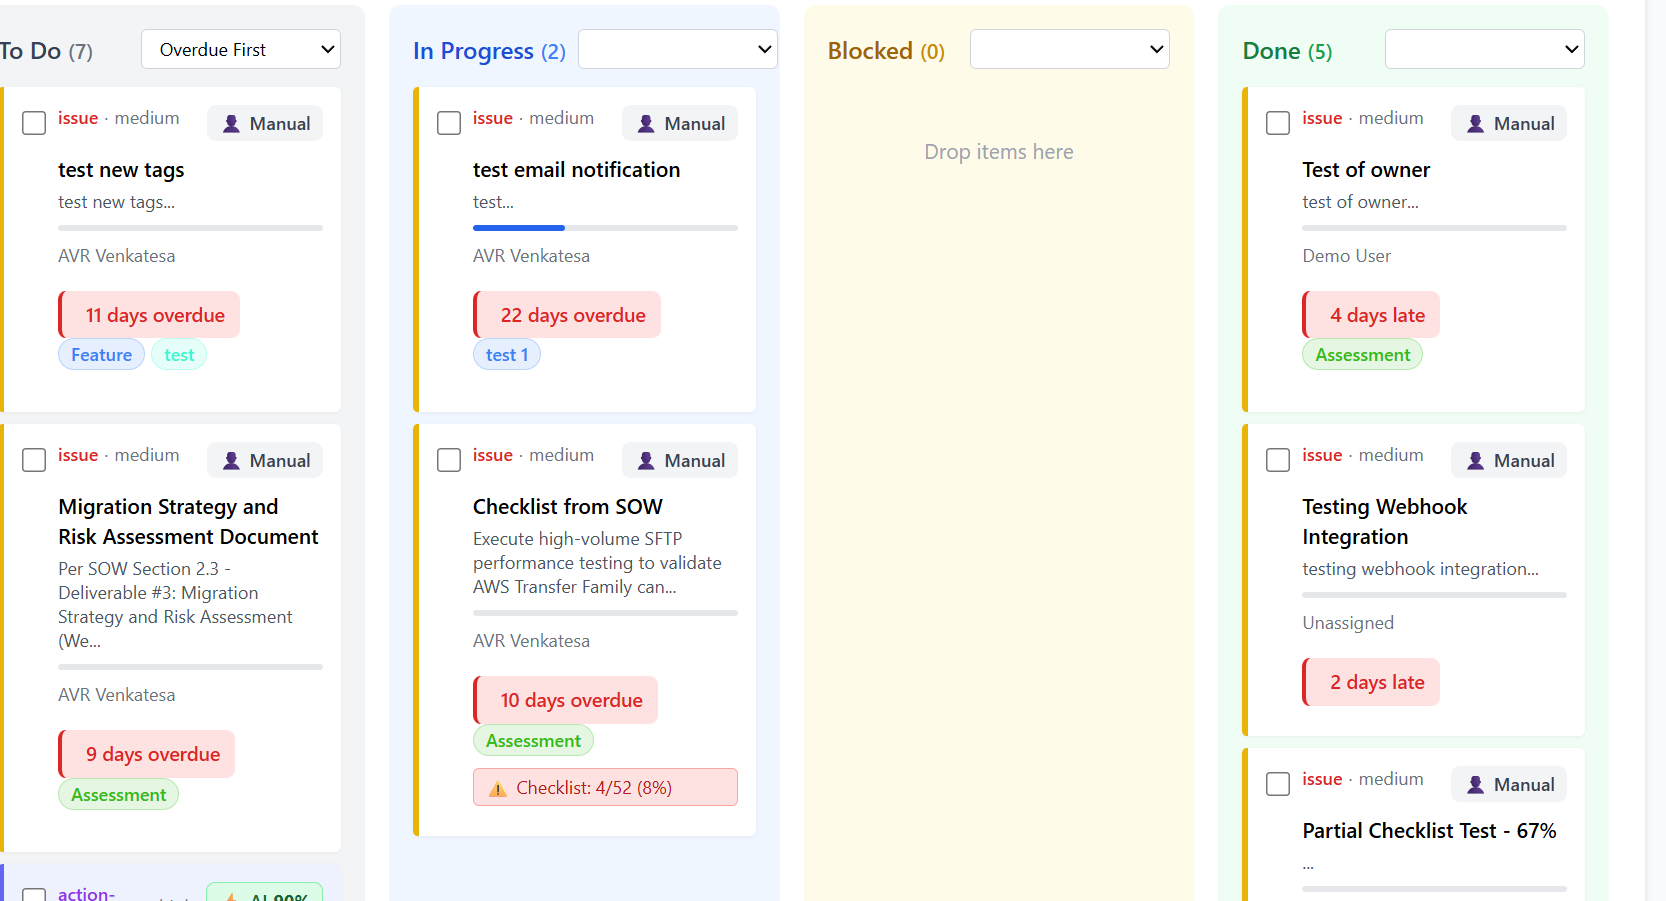 To Do (7)
Overdue First
issue · medium
Manual
test new tags
test new tags...
AVR Venkatesa
11 days overdue
Feature
test
issue · medium
Manual
Migration Strategy and
Risk Assessment Document
Per SOW Section 2.3 -
Deliverable #3: Migration
Strategy and Risk Assessment
(We...
AVR Venkatesa
9 days overdue
Assessment
action-
AI 90%
In Progress (2)
issue · medium
Manual
test email notification
test...
AVR Venkatesa
22 days overdue
test 1
issue · medium
Manual
Checklist from SOW
Execute high-volume SFTP
performance testing to validate
AWS Transfer Family can...
AVR Venkatesa
10 days overdue
Assessment
Checklist: 4/52 (8%)
Blocked (0)
Drop items here
Done (5)
issue · medium
Manual
Test of owner
test of owner...
Demo User
4 days late
Assessment
issue · medium
Manual
Testing Webhook
Integration
testing webhook integration...
Unassigned
2 days late
issue · medium
Manual
Partial Checklist Test - 67%
...